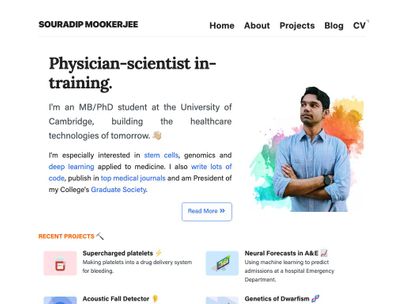 SOURADIP MOOKERJEE
Home About Projects Blog CV
Physician-scientist in-
training.
I'm an MB/PhD student at the University of
Cambridge, building the healthcare
technologies of tomorrow. 👋🏼
I'm especially interested in stem cells, genomics and
deep learning applied to medicine. I also write lots of
code, publish in top medical journals and am President of
my College's Graduate Society.
Read More »
RECENT PROJECTS 🔨
Supercharged platelets ⚡
Making platelets into a drug delivery system
for bleeding.
Neural Forecasts in A&E 📈
Using machine learning to predict
admissions at a hospital Emergency
Department.
Acoustic Fall Detector 👂
Genetics of Dwarfism 🧬